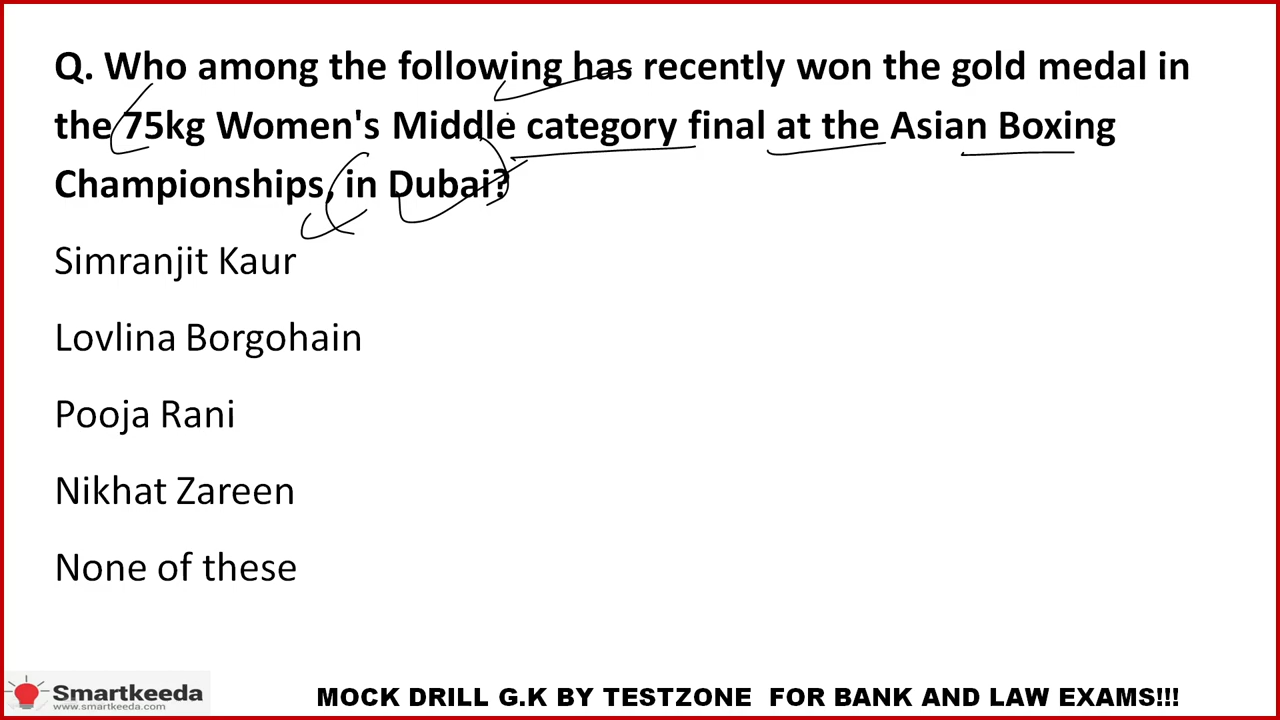 Q. Who among the following has recently won the gold medal in
the 75kg Women's Middle category final at the Asian Boxing
Championships, in Dubai?
Simranjit Kaur
Lovlina Borgohain
Pooja Rani
Nikhat Zareen
None of these
Smartkeeda
www.smartkeeda.com
MOCK DRILL G.K BY TESTZONE FOR BANK AND LAW EXAMS!!!